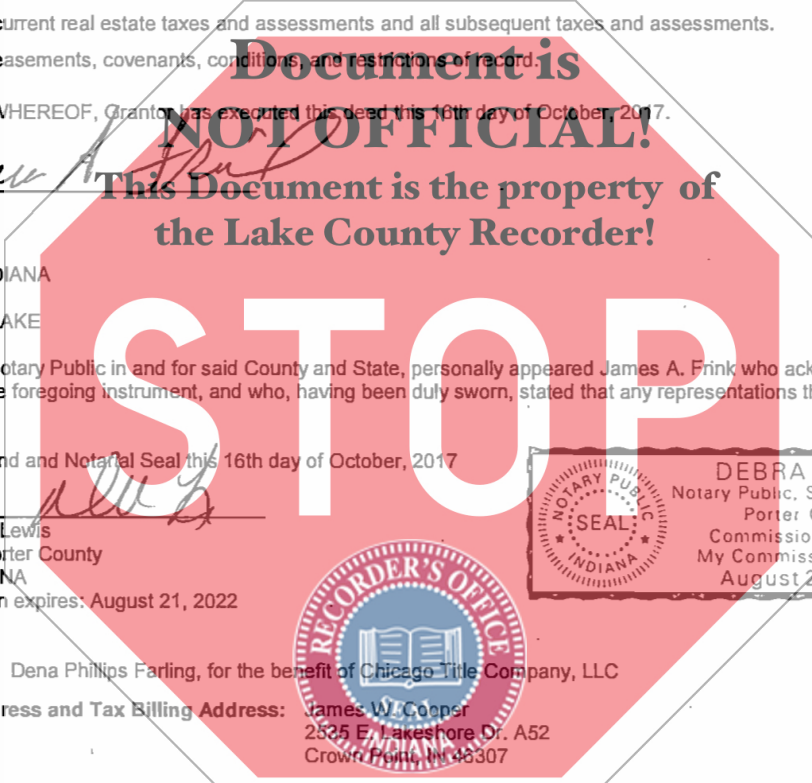 urrent real estate taxes and assessments and all subsequent taxes and assessments.
Document is
easements, covenants, conditions, and restrictions of record.
WHEREOF, Grantor has executed this deed this 16th day of October, 2017.
NOT OFFICIAL!
This Document is the property of
the Lake County Recorder!
DIANA
AKE
STOP
otary Public in and for said County and State, personally appeared James A. Frink who ack
e foregoing instrument, and who, having been duly sworn, stated that any representations th
nd and Notarial Seal this 16th day of October, 2017
Lewis
rter County
NA
n expires: August 21, 2022
NOTARY PUBLIC
SEAL
INDIANA
DEBRA
Notary Public, S
Porter
Commissio
My Commiss
August 2
RECORDER'S OFFICE
SEAL
INDIANA
Dena Phillips Farling, for the benefit of Chicago Title Company, LLC
ress and Tax Billing Address: James W. Cooper
2535 E. Lakeshore Dr. A52
Crown Point, IN 46307